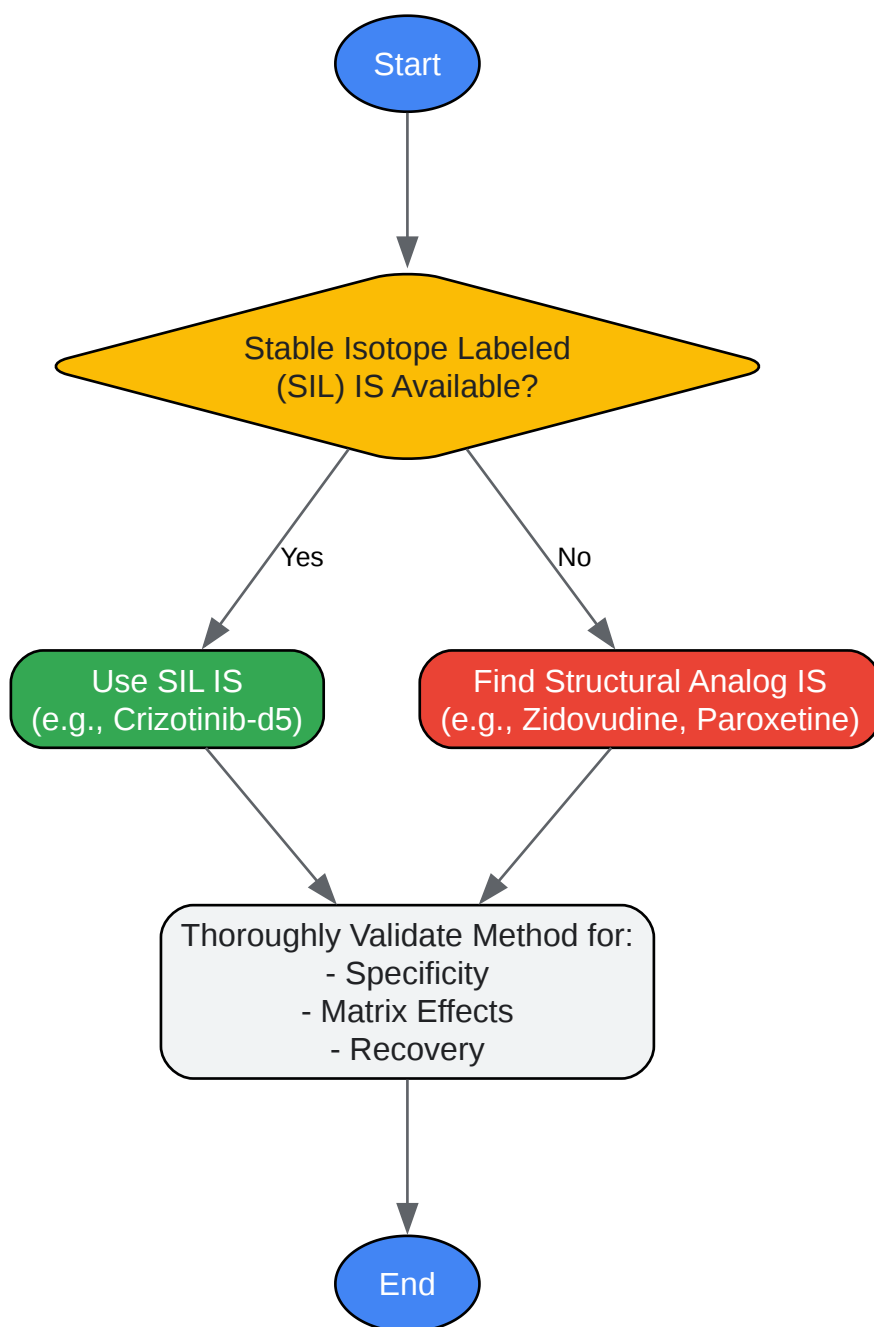 Start
Stable Isotope Labeled
(SIL) IS Available?
Yes
No
Use SIL IS
(e.g., Crizotinib-d5)
Find Structural Analog IS
(e.g., Zidovudine, Paroxetine)
Thoroughly Validate Method for:
- Specificity
- Matrix Effects
- Recovery
End